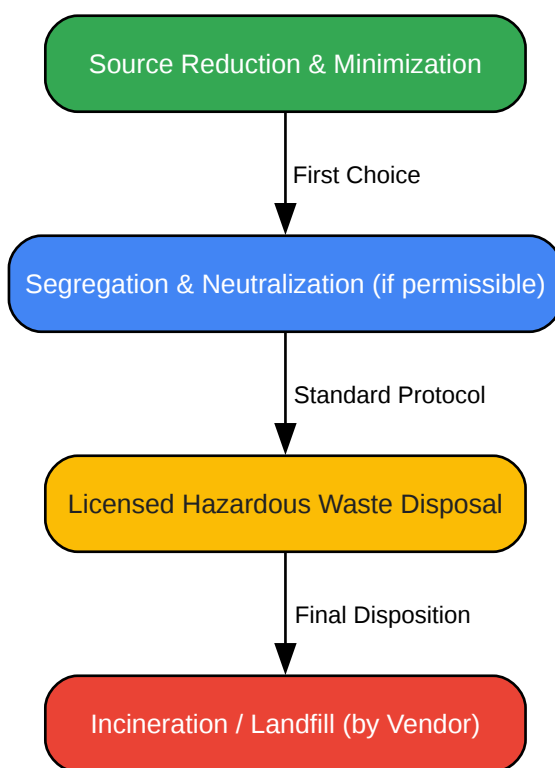 Source Reduction & Minimization
First Choice
Segregation & Neutralization (if permissible)
Standard Protocol
Licensed Hazardous Waste Disposal
Final Disposition
Incineration / Landfill (by Vendor)